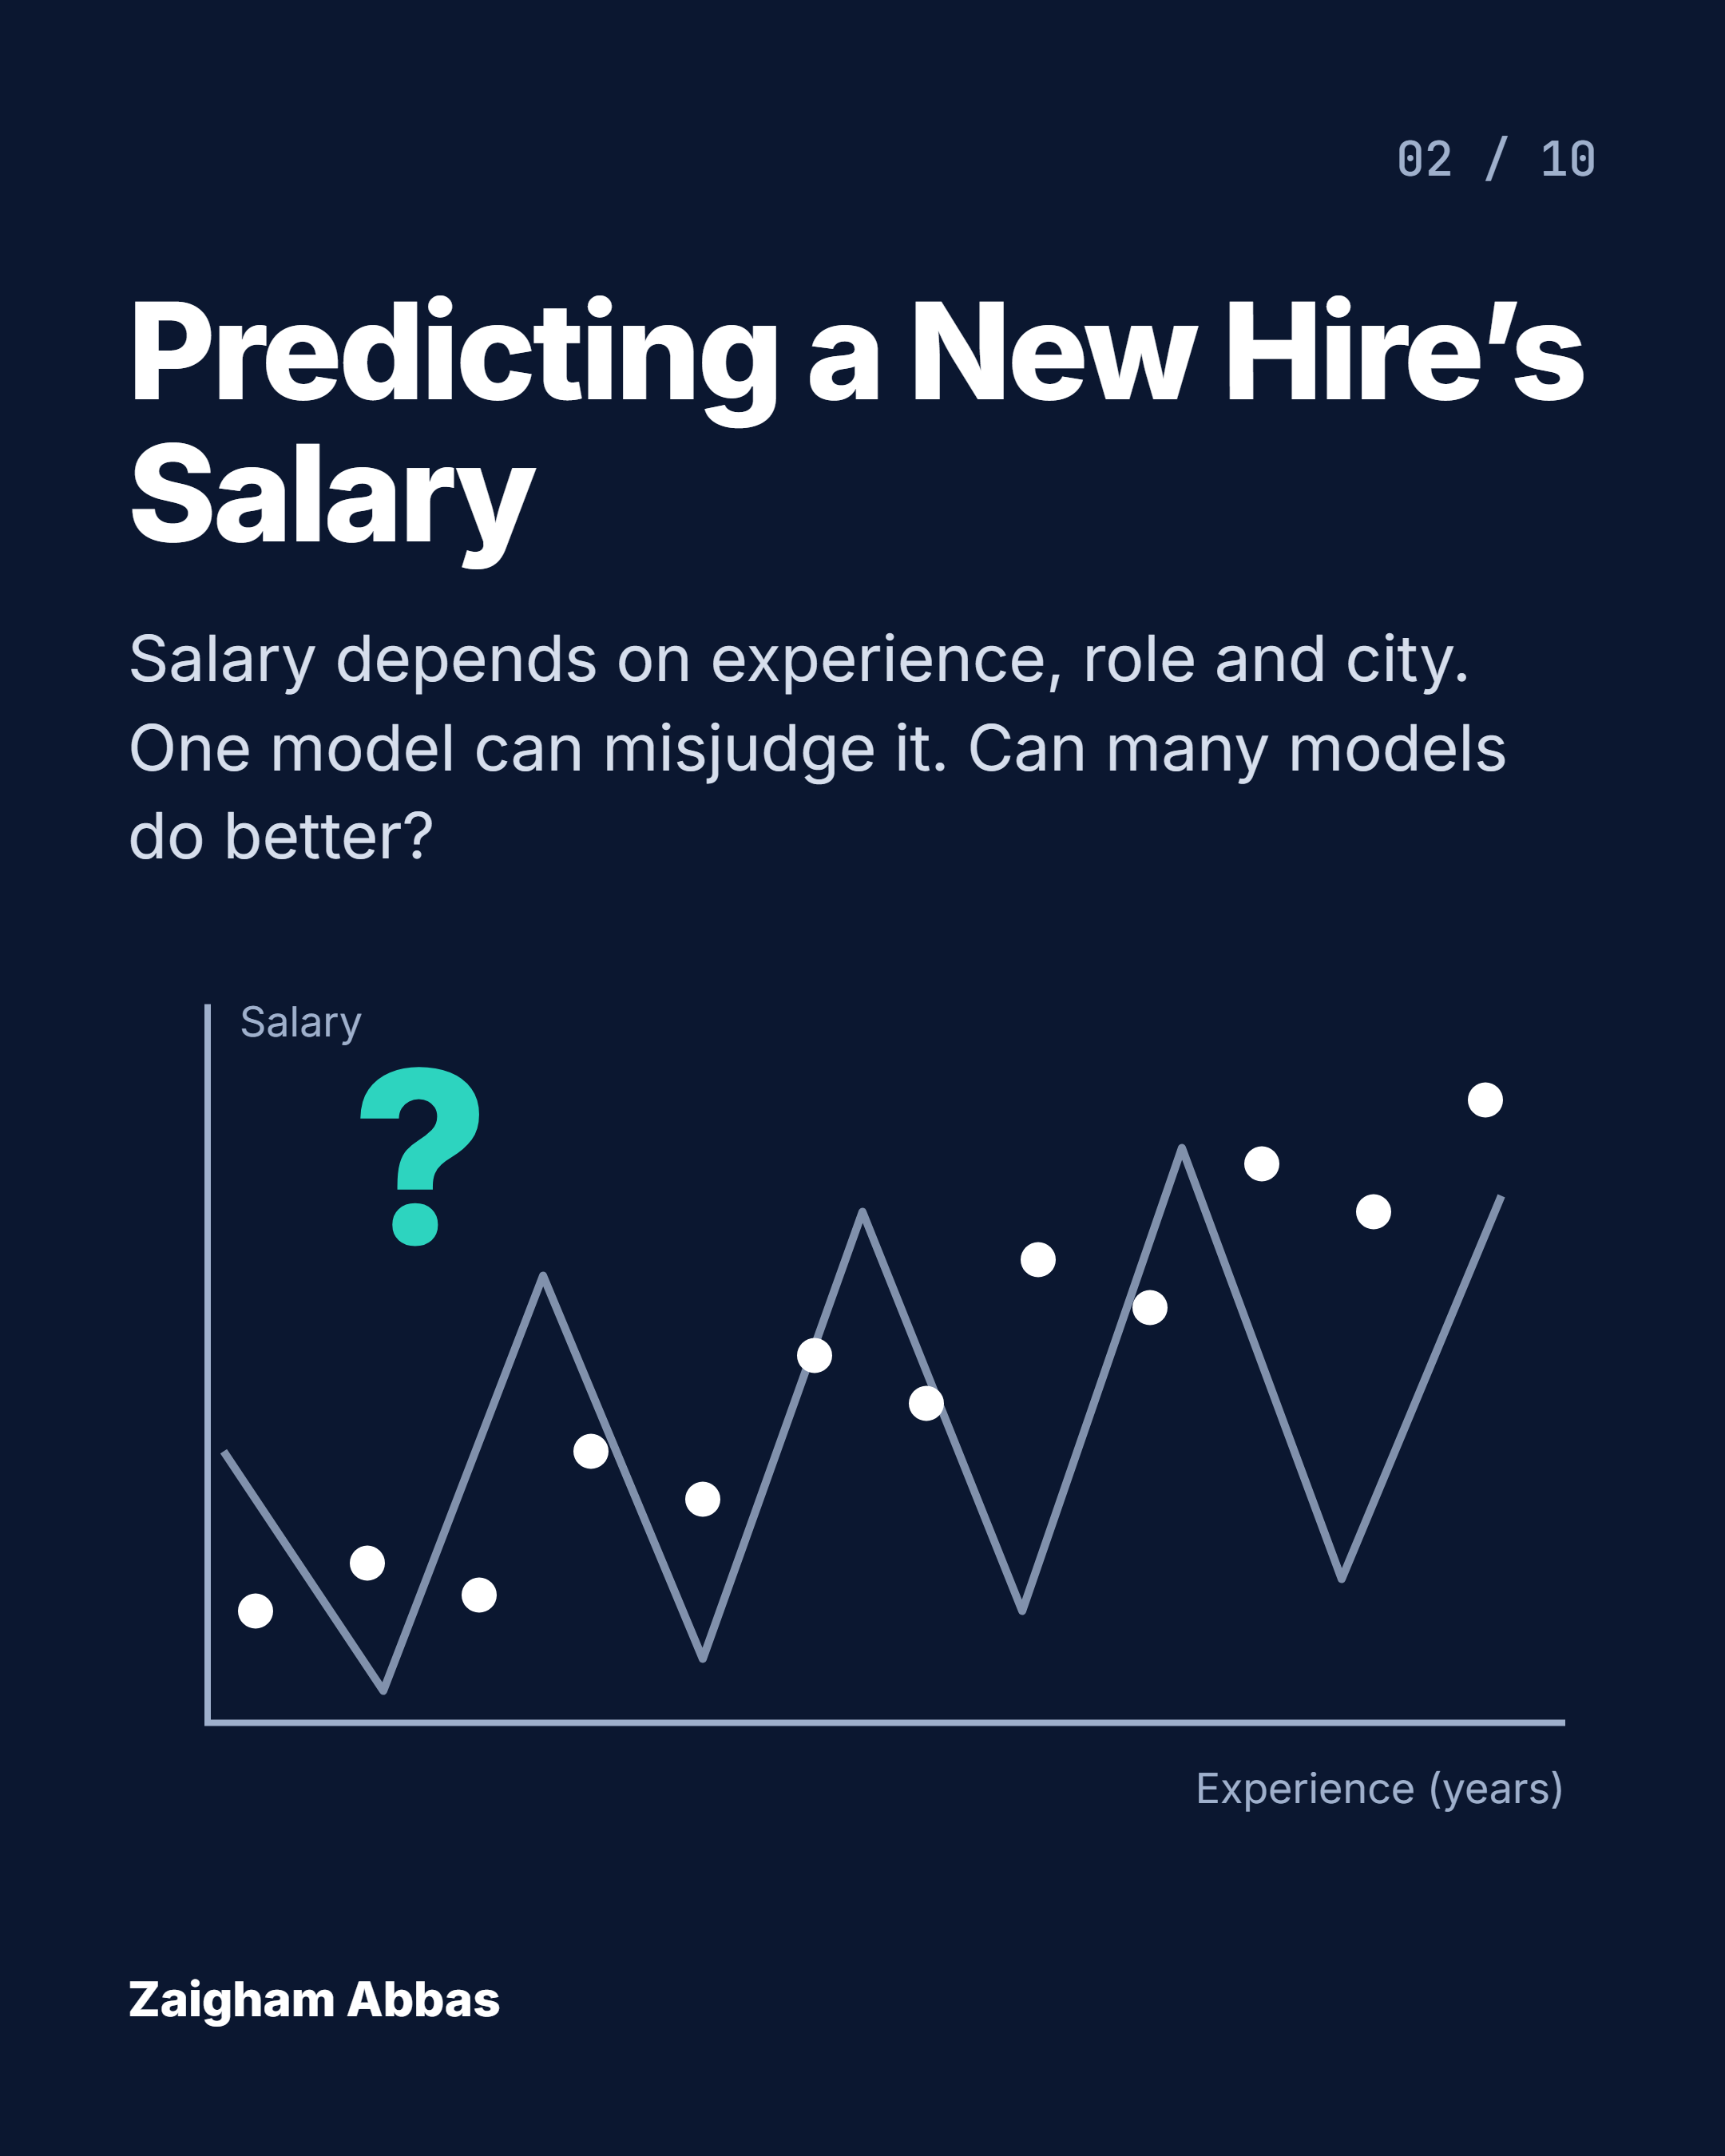 02 / 10
Predicting a New Hire’s
Salary
Salary depends on experience, role and city.
One model can misjudge it. Can many models
do better?
Salary
?
Experience (years)
Zaigham Abbas